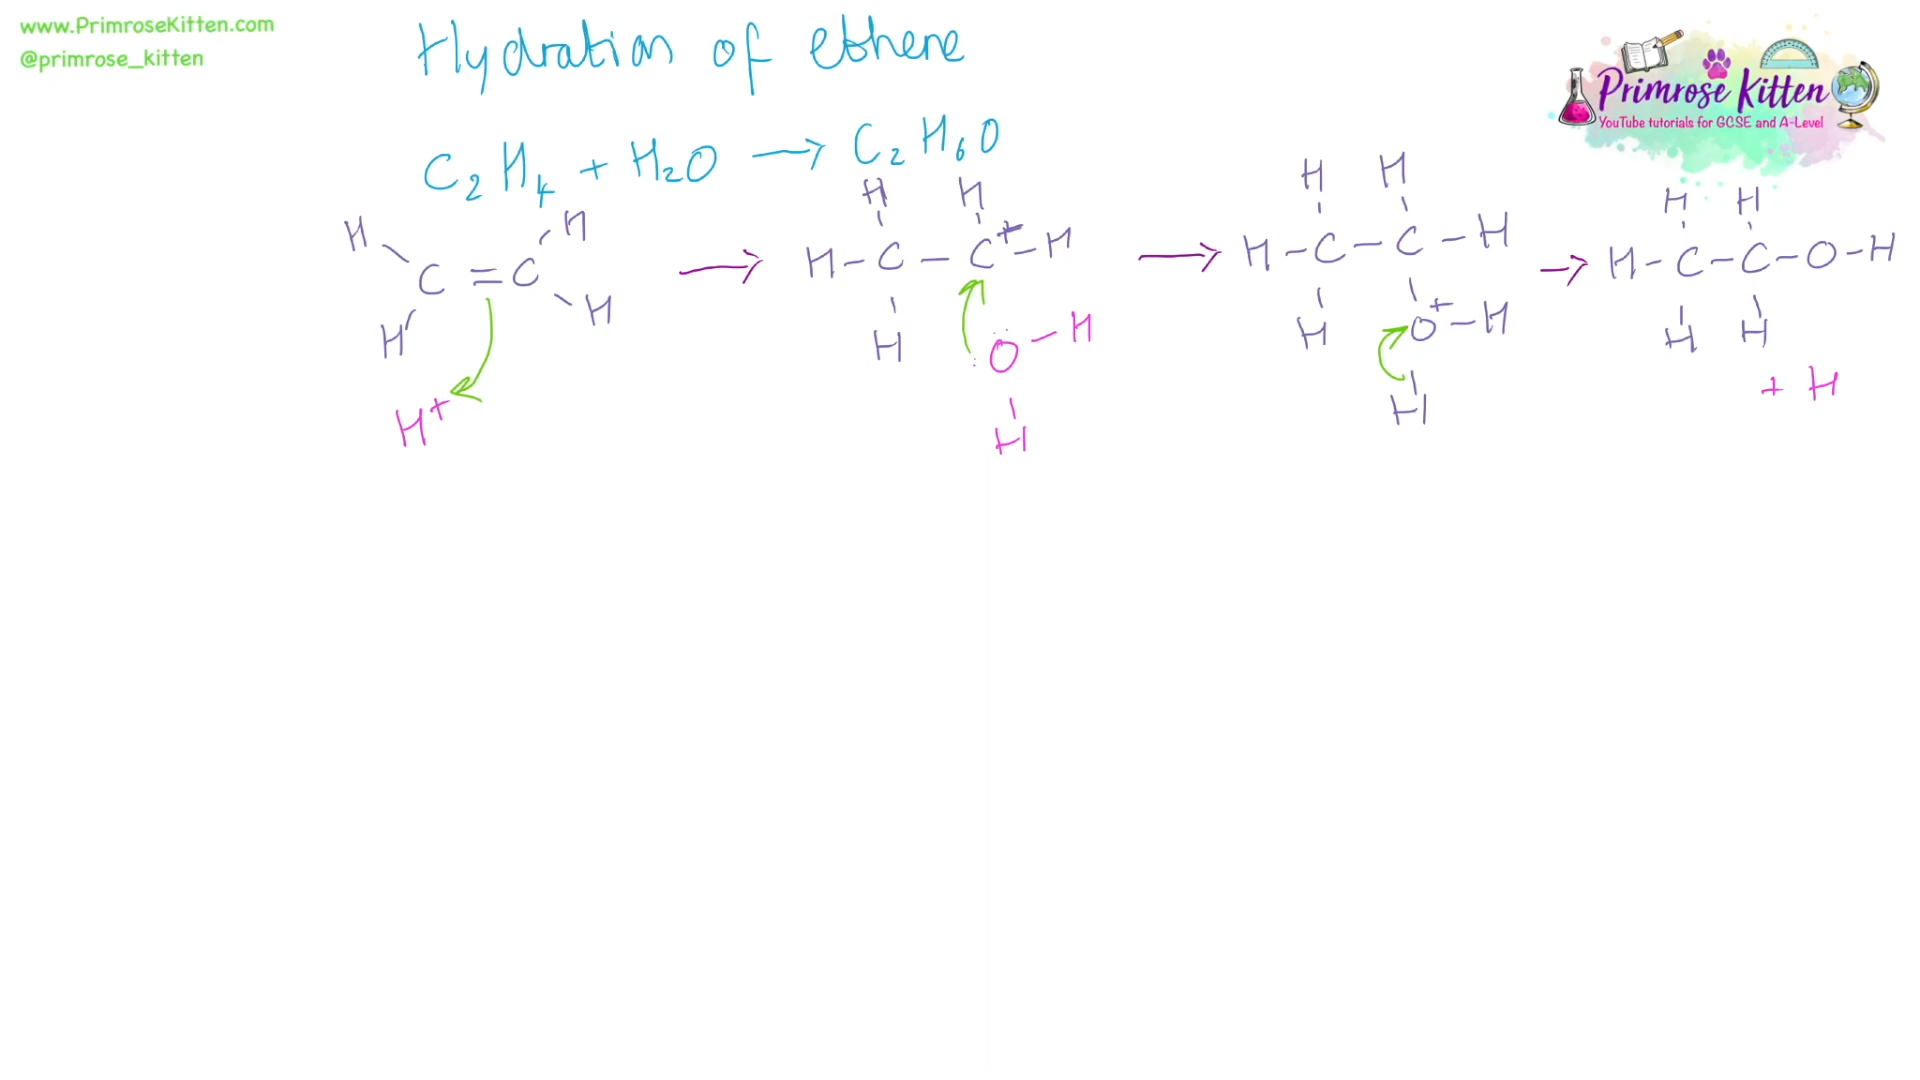 www.PrimroseKitten.com
@primrose_kitten
Hydration of ethene
Primrose Kitten
YouTube tutorials for GCSE and A-Level
C₂H₄ + H₂O → C₂H₆O
H H H H H H H
H C = C H → H - C - C⁺ - H → H - C - C - H → H - C - C - O - H
H H O - H H O⁺ - H H H
H⁺ H H + H